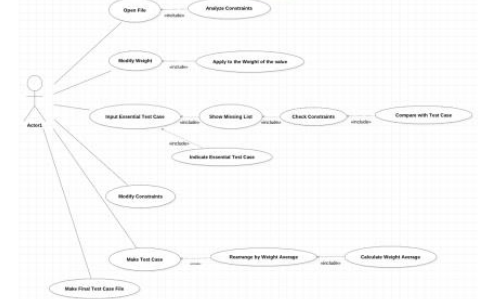 Open File
«include»
Analyze Constraints
Modify Weight
«include»
Apply to the Weight of the value
Actor1
Input Essential Test Case
«include»
Show Missing List
«include»
Check Constraints
«include»
Compare with Test Case
«include»
Indicate Essential Test Case
Modify Constraints
Make Test Case
Rearrange by Weight Average
«include»
Calculate Weight Average
Make Final Test Case File